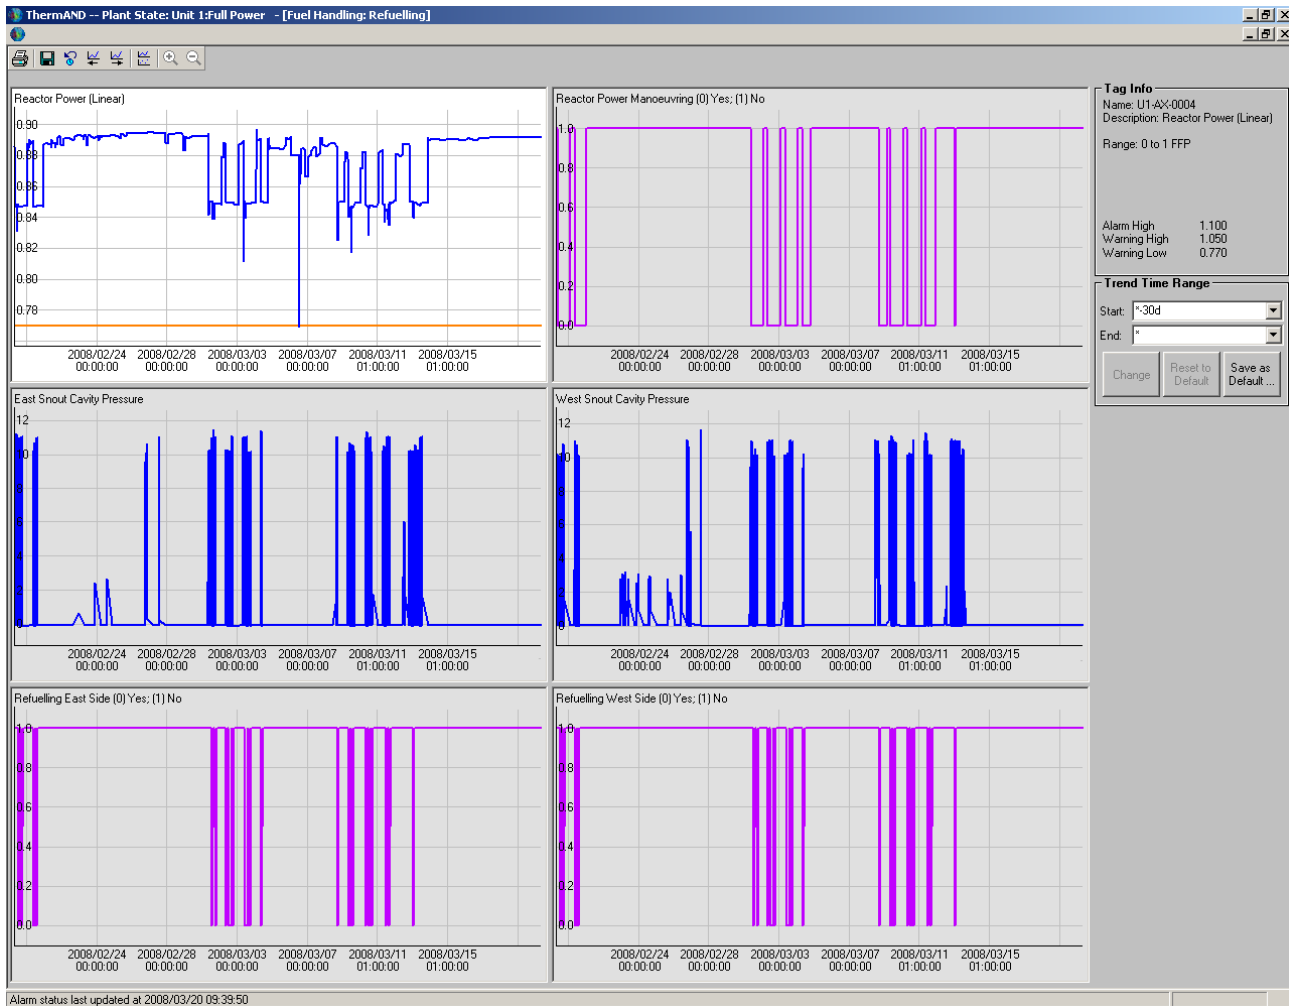 ThermAND -- Plant State: Unit 1:Full Power - [Fuel Handling: Refuelling]
Reactor Power (Linear)
0.90
0.88
0.86
0.84
0.82
0.80
0.78
2008/02/24 2008/02/28 2008/03/03 2008/03/07 2008/03/11 2008/03/15
00:00:00 00:00:00 00:00:00 00:00:00 01:00:00 01:00:00
Reactor Power Manoeuvring (0) Yes; (1) No
1.0
0.8
0.6
0.4
0.2
0.0
2008/02/24 2008/02/28 2008/03/03 2008/03/07 2008/03/11 2008/03/15
00:00:00 00:00:00 00:00:00 00:00:00 01:00:00 01:00:00
Tag Info
Name: U1-AX-0004
Description: Reactor Power (Linear)
Range: 0 to 1 FFP
Alarm High 1.100
Warning High 1.050
Warning Low 0.770
Trend Time Range
Start: *-30d
End: *
Change
Reset to
Default
Save as
Default ...
East Snout Cavity Pressure
12
10
8
6
4
2
0
2008/02/24 2008/02/28 2008/03/03 2008/03/07 2008/03/11 2008/03/15
00:00:00 00:00:00 00:00:00 00:00:00 01:00:00 01:00:00
West Snout Cavity Pressure
12
10
8
6
4
2
0
2008/02/24 2008/02/28 2008/03/03 2008/03/07 2008/03/11 2008/03/15
00:00:00 00:00:00 00:00:00 00:00:00 01:00:00 01:00:00
Refuelling East Side (0) Yes; (1) No
1.0
0.8
0.6
0.4
0.2
0.0
2008/02/24 2008/02/28 2008/03/03 2008/03/07 2008/03/11 2008/03/15
00:00:00 00:00:00 00:00:00 00:00:00 01:00:00 01:00:00
Refuelling West Side (0) Yes; (1) No
1.0
0.8
0.6
0.4
0.2
0.0
2008/02/24 2008/02/28 2008/03/03 2008/03/07 2008/03/11 2008/03/15
00:00:00 00:00:00 00:00:00 00:00:00 01:00:00 01:00:00
Alarm status last updated at 2008/03/20 09:39:50